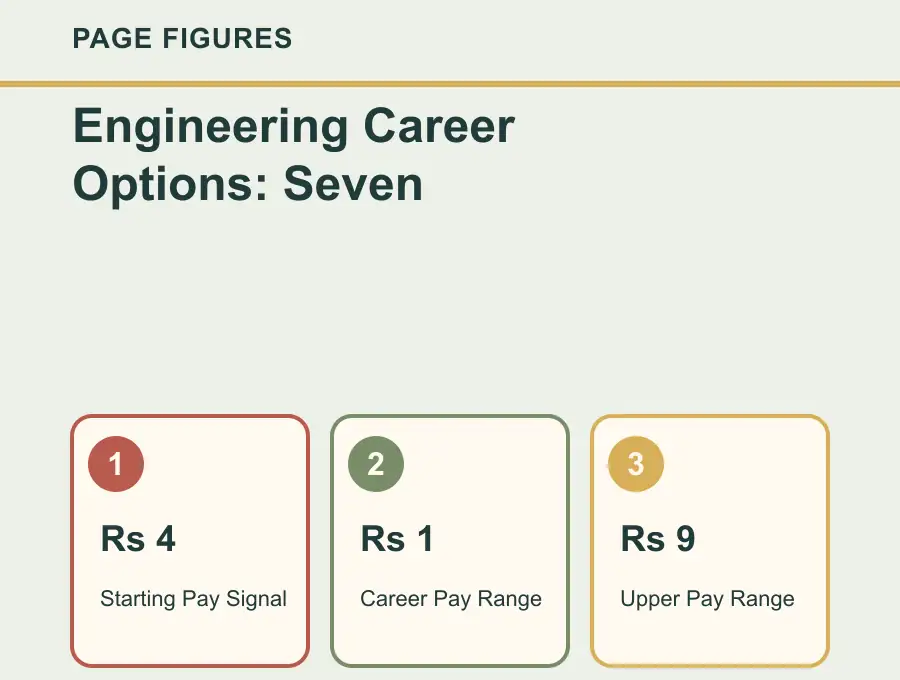 PAGE FIGURES
Engineering Career
Options: Seven
1
Rs 4
Starting Pay Signal
2
Rs 1
Career Pay Range
3
Rs 9
Upper Pay Range